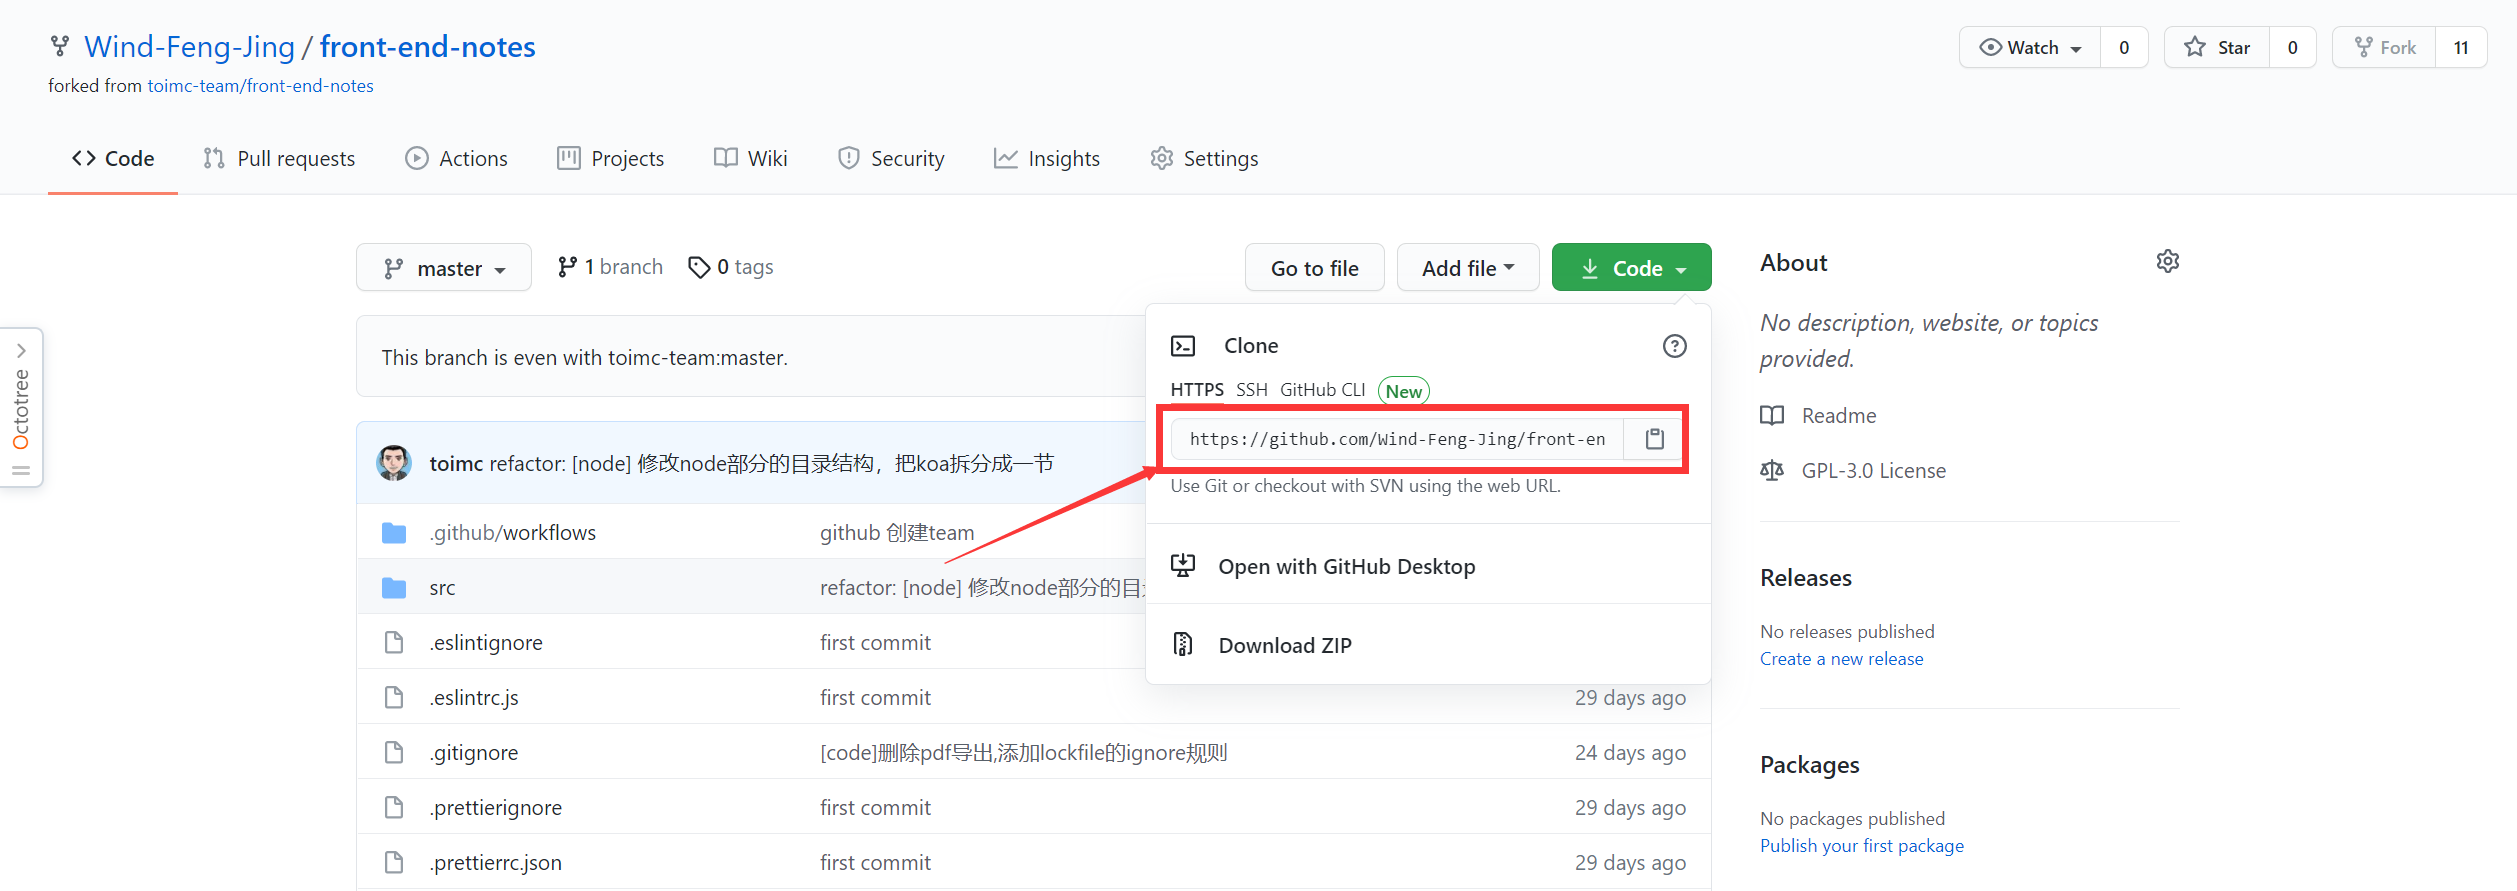 Wind-Feng-Jing / front-end-notes
forked from toimc-team/front-end-notes
Watch 0 Star 0 Fork 11
Code Pull requests Actions Projects Wiki Security Insights Settings
master 1 branch 0 tags Go to file Add file Code
This branch is even with toimc-team:master.
toimc refactor: [node] 修改node部分的目录结构，把koa拆分成一节
.github/workflows github 创建team
src refactor: [node] 修改node部分的目
.eslintignore first commit
.eslintrc.js first commit 29 days ago
.gitignore [code]删除pdf导出,添加lockfile的ignore规则 24 days ago
.prettierignore first commit 29 days ago
.prettierrc.json first commit 29 days ago
Clone
HTTPS SSH GitHub CLI New
https://github.com/Wind-Feng-Jing/front-en
Use Git or checkout with SVN using the web URL.
Open with GitHub Desktop
Download ZIP
About
No description, website, or topics
provided.
Readme
GPL-3.0 License
Releases
No releases published
Create a new release
Packages
No packages published
Publish your first package
Octotree